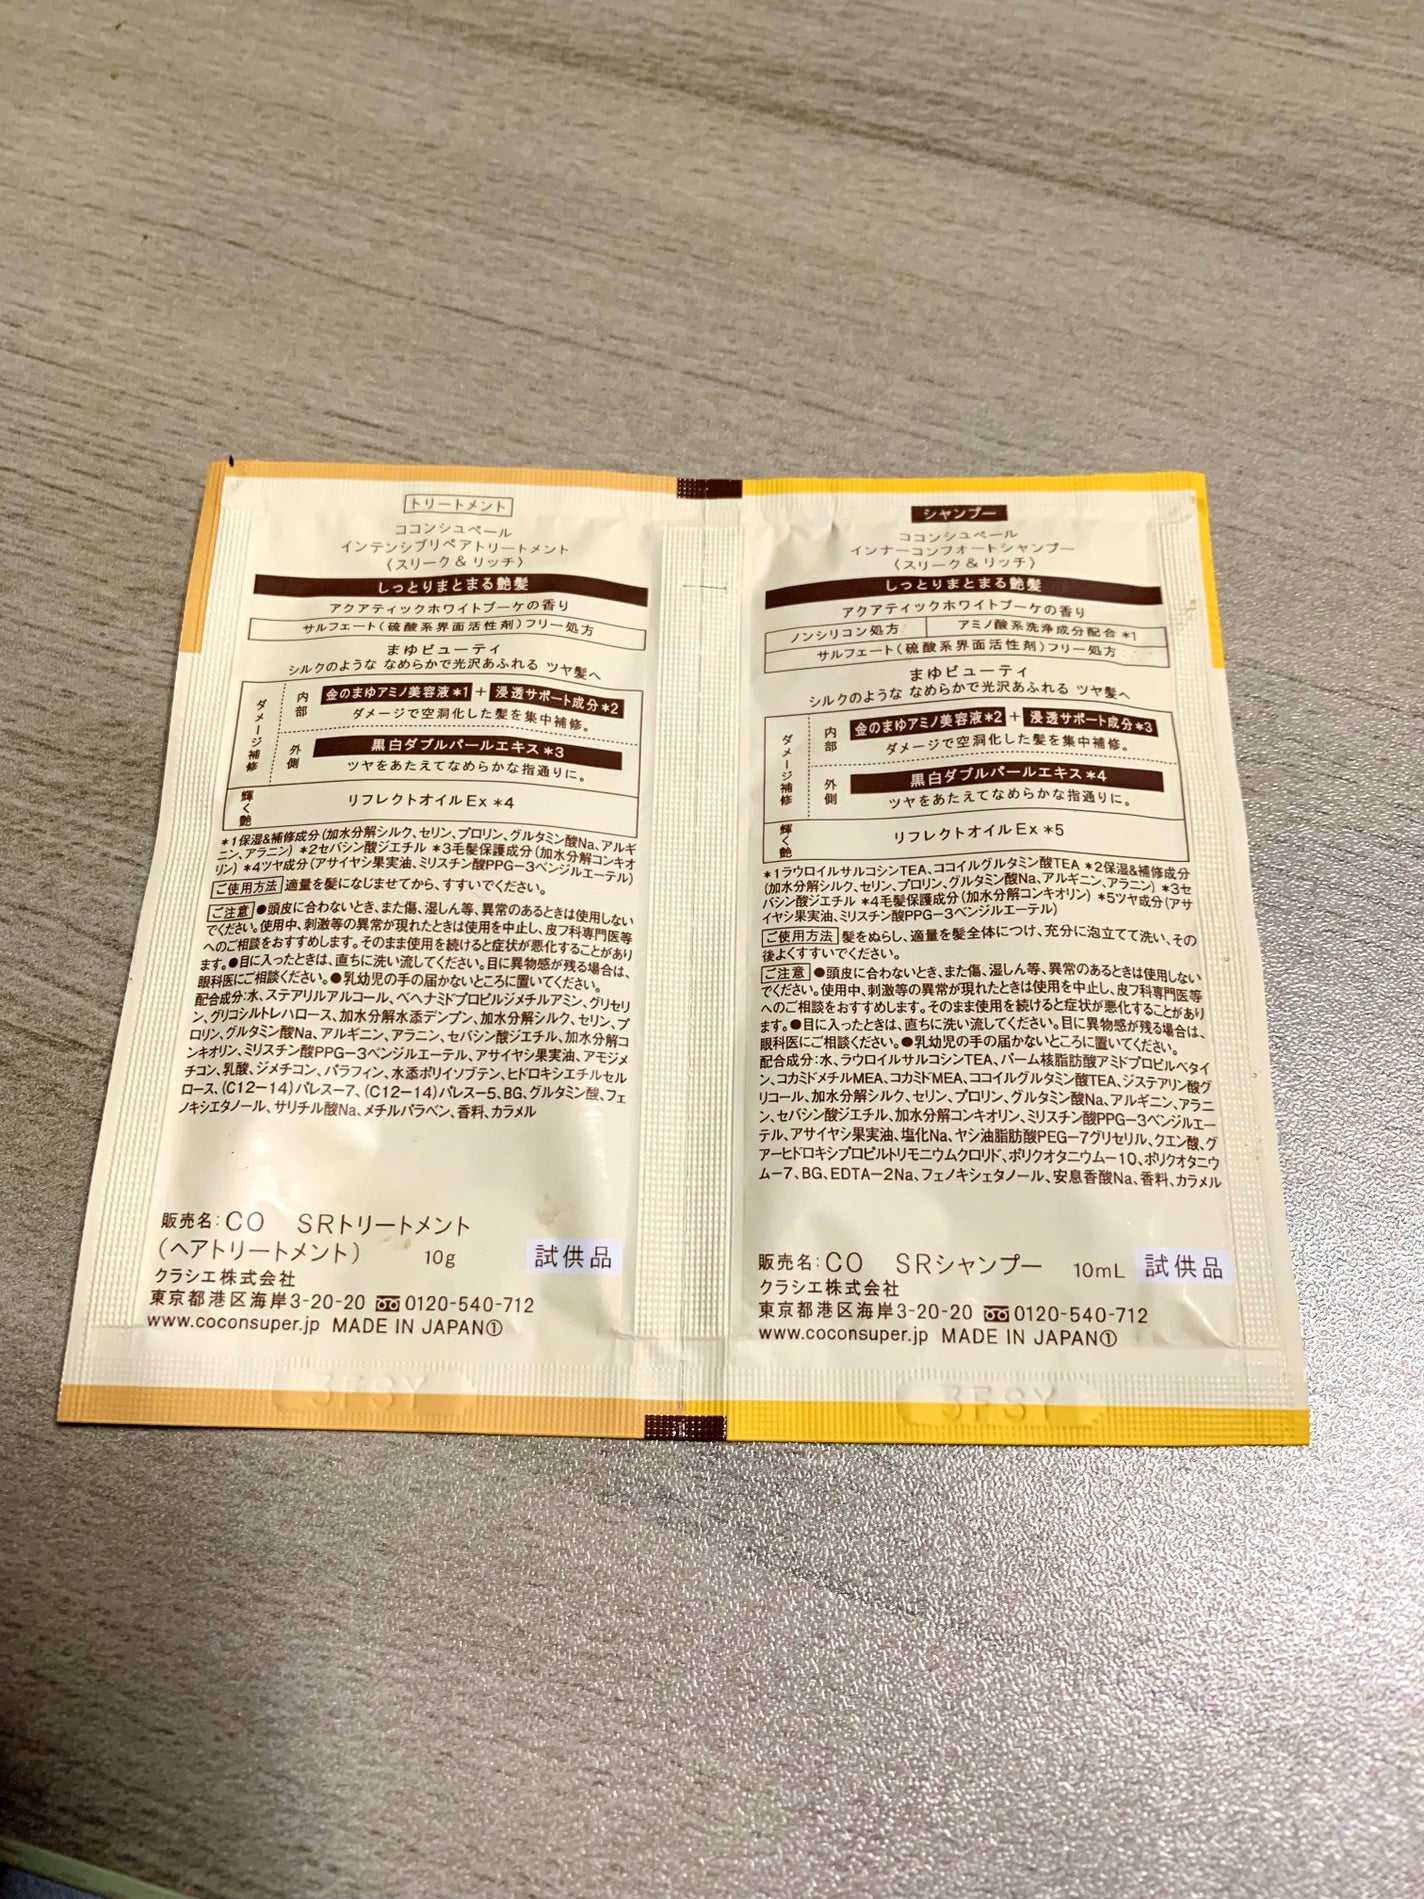 トリートメント
ココンシュペール
インテンシブリペアトリートメント
〈スリーク＆リッチ〉
しっとりまとまる艶髪
アクアティックホワイトブーケの香り
サルフェート(硫酸系界面活性剤)フリー処方
まゆビューティ
シルクのような なめらかで光沢あふれる ツヤ髪へ
ダメージ補修
内部
金のまゆアミノ美容液*1 + 浸透サポート成分*2
ダメージで空洞化した髪を集中補修。
外側
黒白ダブルパールエキス*3
ツヤをあたえてなめらかな指通りに。
輝く艶
リフレクトオイルEx *4
*1保湿&補修成分(加水分解シルク、セリン、プロリン、グルタミン酸Na、アルギ
ニン、アラニン) *2セバシン酸ジエチル *3毛髪保護成分(加水分解コンキオ
リン) *4ツヤ成分(アサイヤシ果実油、ミリスチン酸PPG-3ベンジルエーテル)
ご使用方法 適量を髪になじませてから、すすいでください。
ご注意 ●頭皮に合わないとき、また傷、湿しん等、異常のあるときは使用しない
でください。使用中、刺激等の異常が現れたときは使用を中止し、皮フ科専門医等
へのご相談をおすすめします。そのまま使用を続けると症状が悪化することがあり
ます。●目に入ったときは、直ちに洗い流してください。目に異物感が残る場合は、
眼科医にご相談ください。●乳幼児の手の届かないところに置いてください。
配合成分:水、ステアリルアルコール、ベヘナミドプロピルジメチルアミン、グリセリ
ン、グリコシルトレハロース、加水分解水添デンプン、加水分解シルク、セリン、プ
ロリン、グルタミン酸Na、アルギニン、アラニン、セバシン酸ジエチル、加水分解コ
ンキオリン、ミリスチン酸PPG-3ベンジルエーテル、アサイヤシ果実油、アモジメ
チコン、乳酸、ジメチコン、パラフィン、水添ポリイソブテン、ヒドロキシエチルセル
ロース、(C12-14)パレス-7、(C12-14)パレス-5、BG、グルタミン酸、フェ
ノキシエタノール、サリチル酸Na、メチルパラベン、香料、カラメル
販売名:CO SRトリートメント
(ヘアトリートメント) 10g 試供品
クラシエ株式会社
東京都港区海岸3-20-20 0120-540-712
www.coconsuper.jp MADE IN JAPAN①
3F3Y
シャンプー
ココンシュペール
インナーコンフォートシャンプー
〈スリーク＆リッチ〉
しっとりまとまる艶髪
アクアティックホワイトブーケの香り
ノンシリコン処方 アミノ酸系洗浄成分配合*1
サルフェート(硫酸系界面活性剤)フリー処方
まゆビューティ
シルクのような なめらかで光沢あふれる ツヤ髪へ
ダメージ補修
内部
金のまゆアミノ美容液*2 + 浸透サポート成分*3
ダメージで空洞化した髪を集中補修。
外側
黒白ダブルパールエキス*4
ツヤをあたえてなめらかな指通りに。
輝く艶
リフレクトオイルEx *5
*1ラウロイルサルコシンTEA、ココイルグルタミン酸TEA *2保湿&補修成分
(加水分解シルク、セリン、プロリン、グルタミン酸Na、アルギニン、アラニン) *3セ
バシン酸ジエチル *4毛髪保護成分(加水分解コンキオリン) *5ツヤ成分(アサ
イヤシ果実油、ミリスチン酸PPG-3ベンジルエーテル)
ご使用方法 髪をぬらし、適量を髪全体につけ、充分に泡立てて洗い、その
後よくすすいでください。
ご注意 ●頭皮に合わないとき、また傷、湿しん等、異常のあるときは使用しない
でください。使用中、刺激等の異常が現れたときは使用を中止し、皮フ科専門医等
へのご相談をおすすめします。そのまま使用を続けると症状が悪化することがあり
ます。●目に入ったときは、直ちに洗い流してください。目に異物感が残る場合は、
眼科医にご相談ください。●乳幼児の手の届かないところに置いてください。
配合成分:水、ラウロイルサルコシンTEA、パーム核脂肪酸アミドプロピルベタイ
ン、コカミドメチルMEA、コカミドMEA、ココイルグルタミン酸TEA、ジステアリン酸グ
リコール、加水分解シルク、セリン、プロリン、グルタミン酸Na、アルギニン、アラニ
ン、セバシン酸ジエチル、加水分解コンキオリン、ミリスチン酸PPG-3ベンジルエー
テル、アサイヤシ果実油、塩化Na、ヤシ油脂肪酸PEG-7グリセリル、クエン酸、グ
アーヒドロキシプロピルトリモニウムクロリド、ポリクオタニウム-10、ポリクオタニウ
ム-7、BG、EDTA-2Na、フェノキシエタノール、安息香酸Na、香料、カラメル
販売名:CO SRシャンプー 10mL 試供品
クラシエ株式会社
東京都港区海岸3-20-20 0120-540-712
www.coconsuper.jp MADE IN JAPAN①
3F3Y